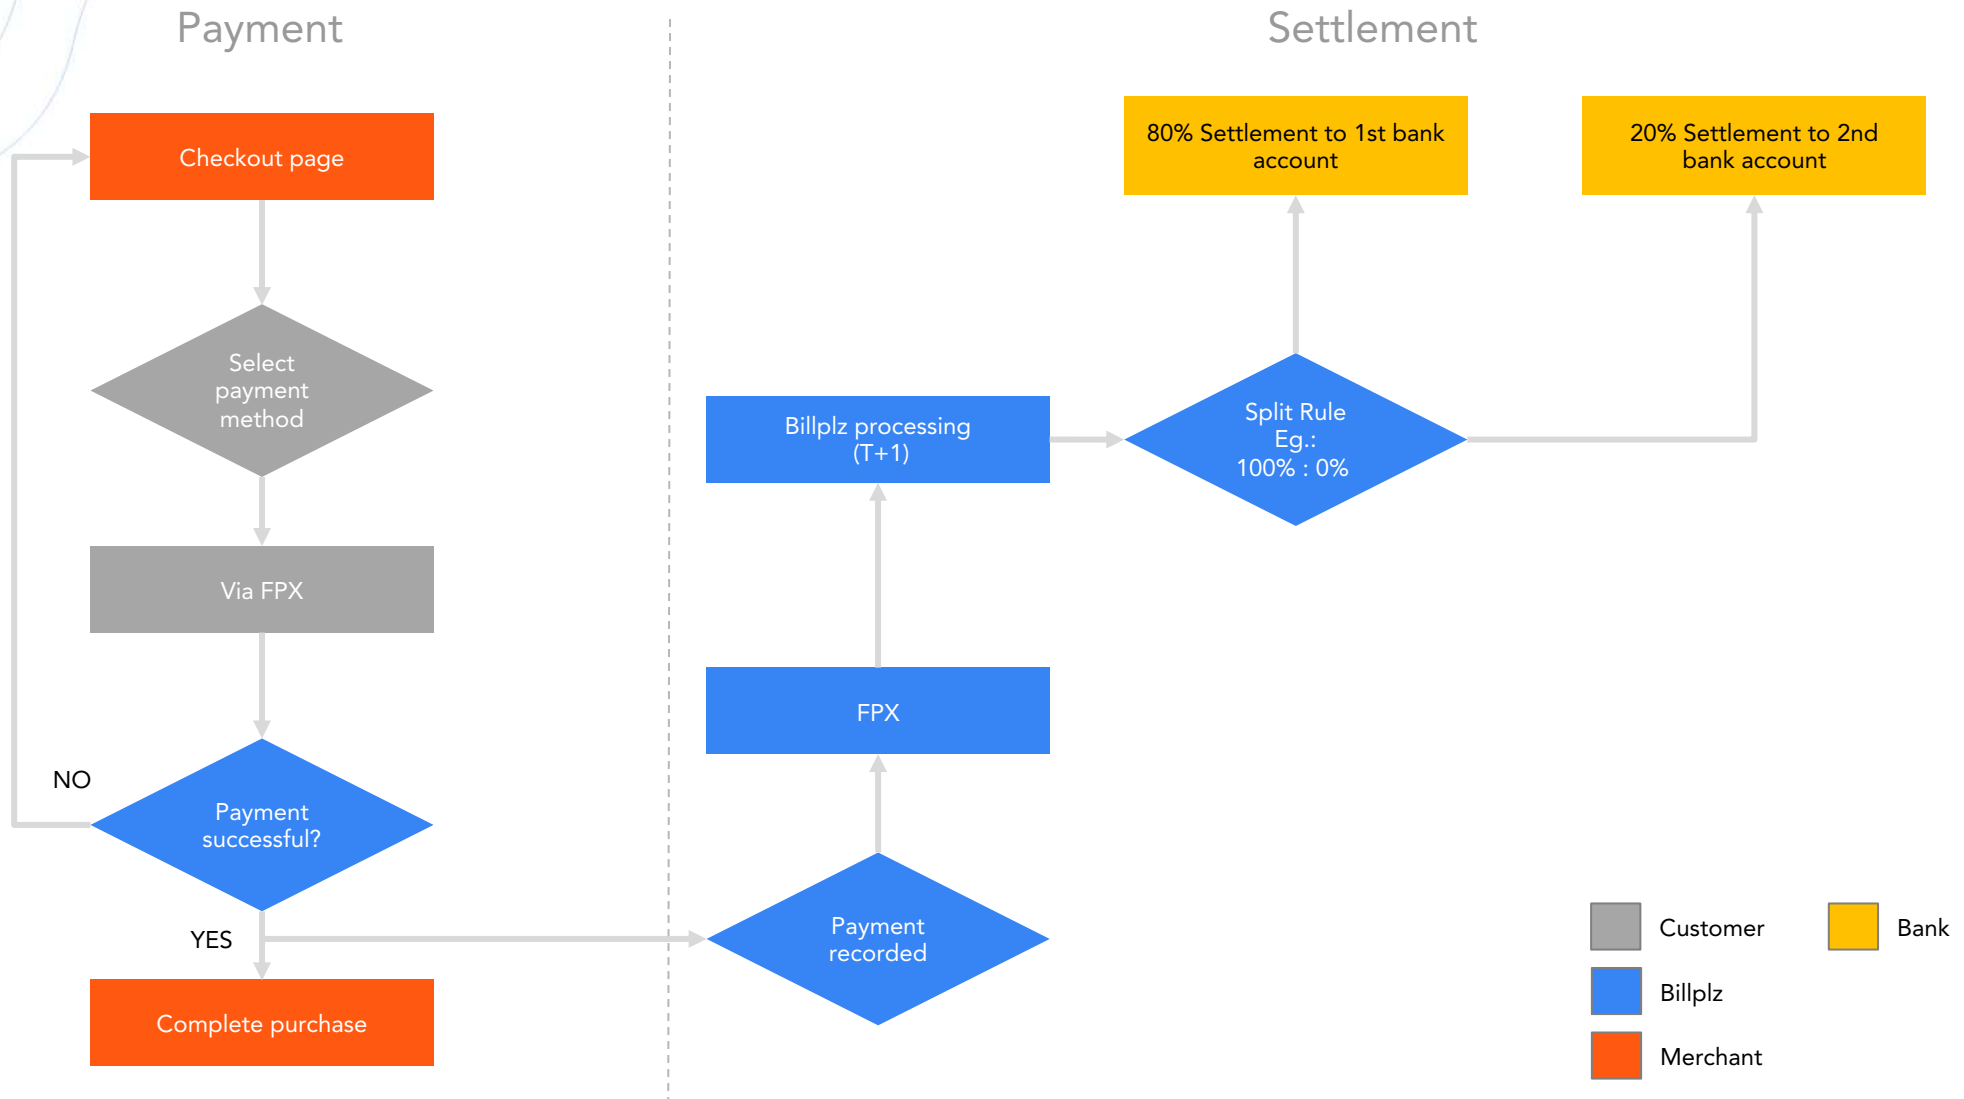 Payment
Checkout page
Select
payment
method
Via FPX
NO
Payment
successful?
YES
Complete purchase
Settlement
80% Settlement to 1st bank
account
20% Settlement to 2nd
bank account
Billplz processing
(T+1)
Split Rule
Eg.:
100% : 0%
FPX
Payment
recorded
Customer
Bank
Billplz
Merchant